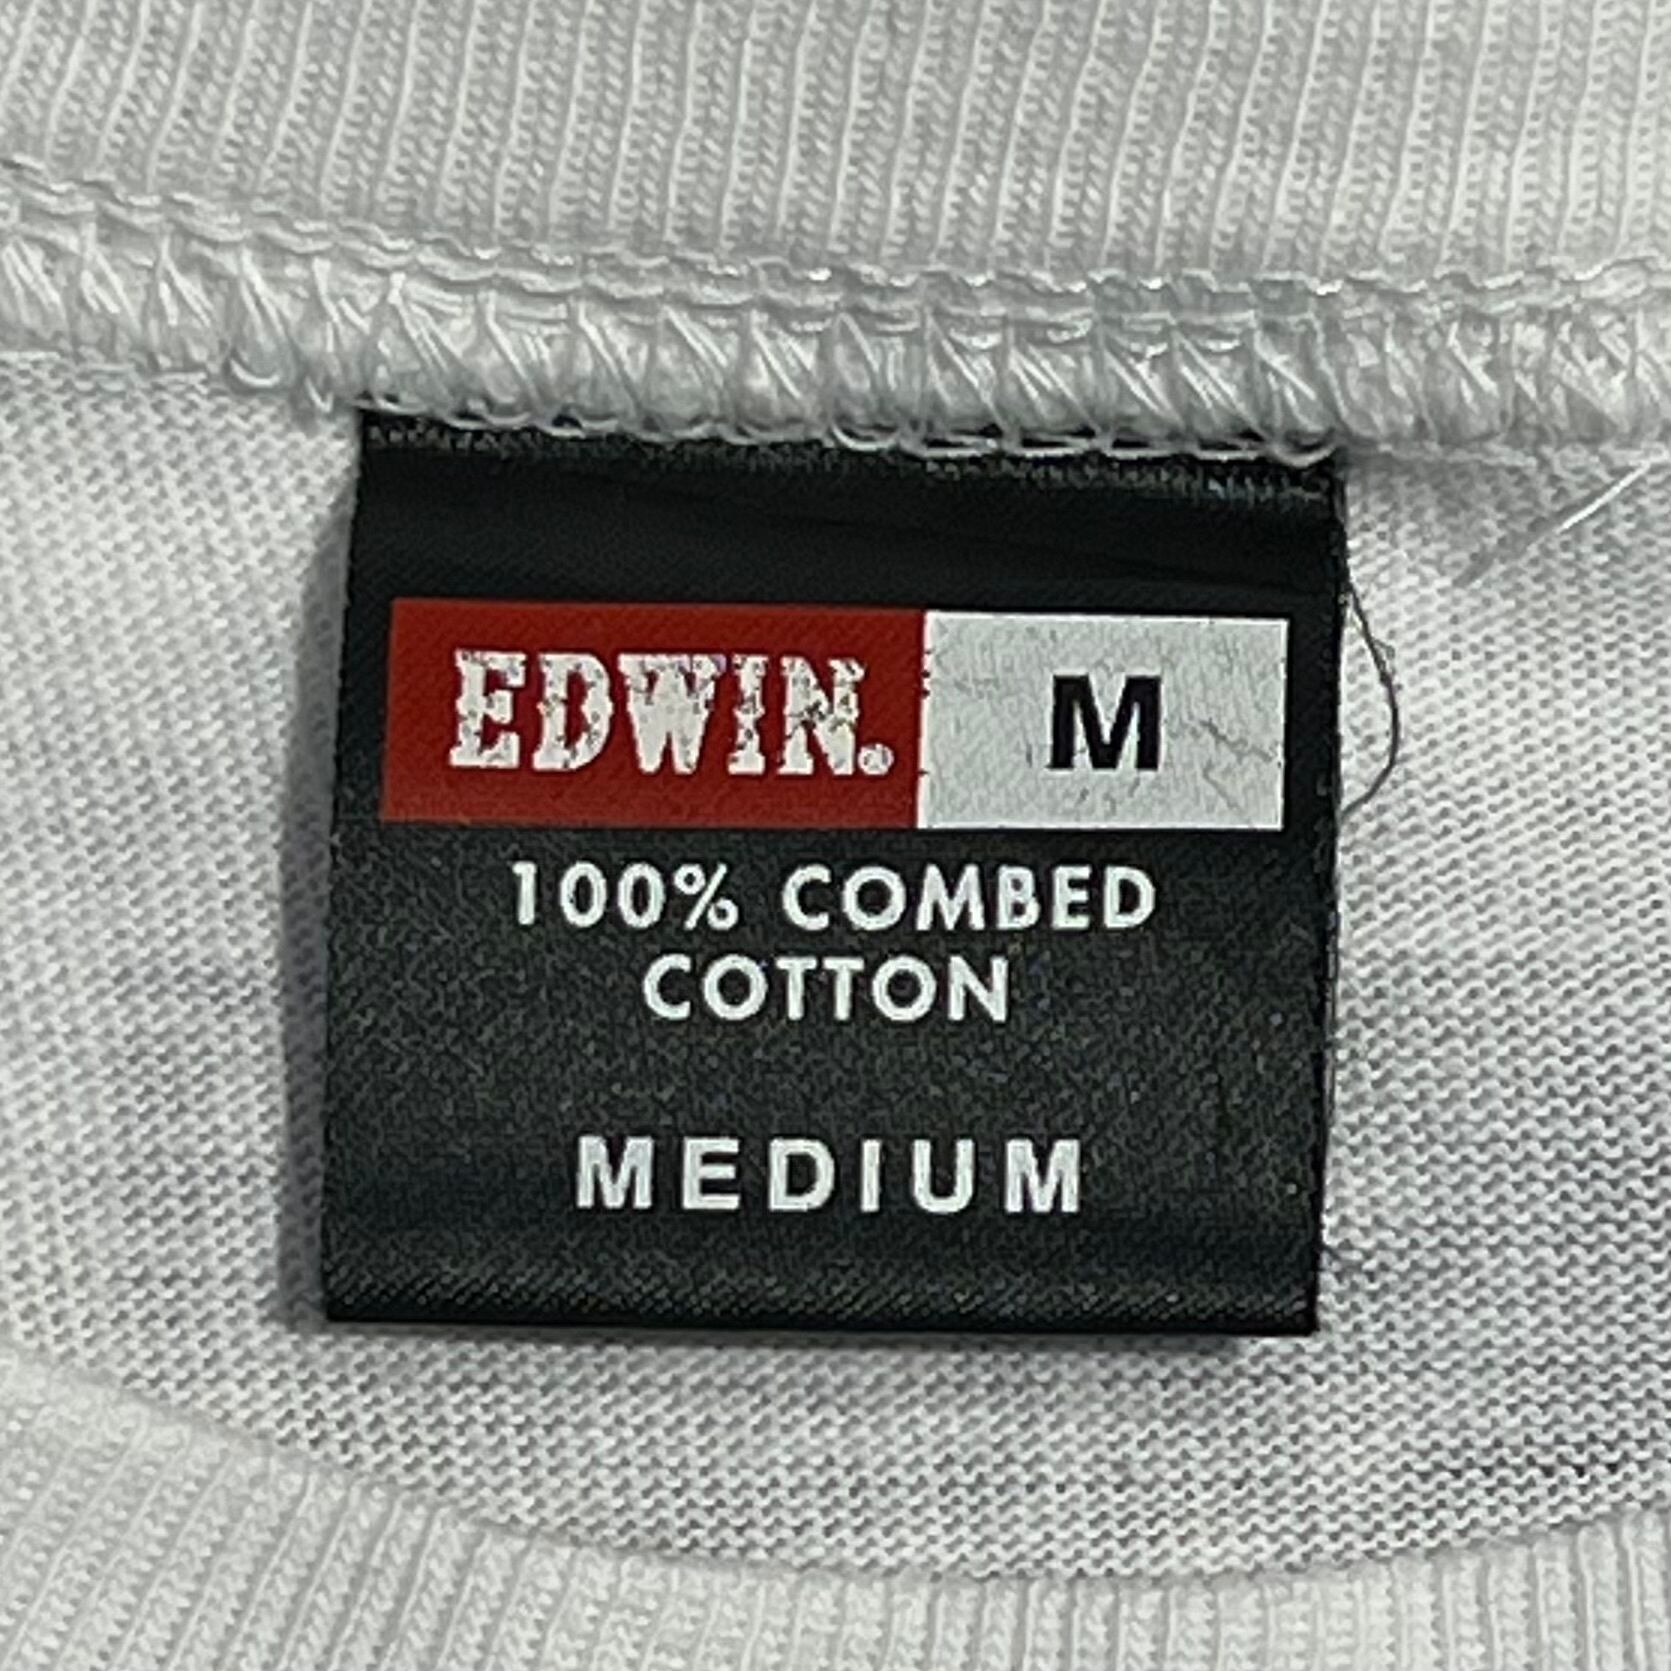 EDWIN. M
100% COMBED
COTTON
MEDIUM